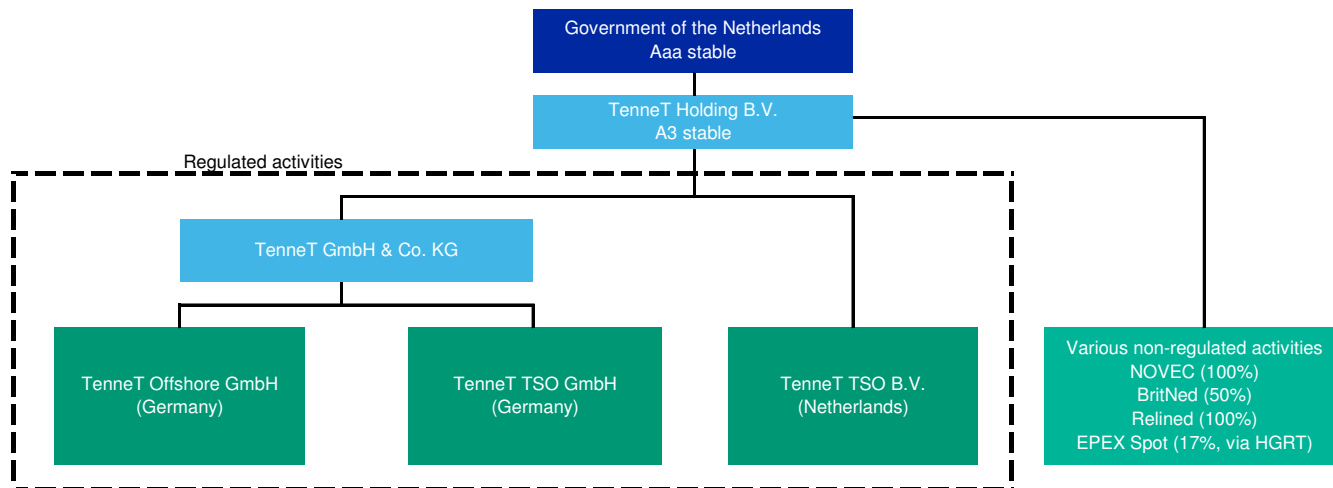 Government of the Netherlands
Aaa stable
TenneT Holding B.V.
A3 stable
Regulated activities
TenneT GmbH & Co. KG
TenneT Offshore GmbH
(Germany)
TenneT TSO GmbH
(Germany)
TenneT TSO B.V.
(Netherlands)
Various non-regulated activities
NOVEC (100%)
BritNed (50%)
Relined (100%)
EPEX Spot (17%, via HGRT)